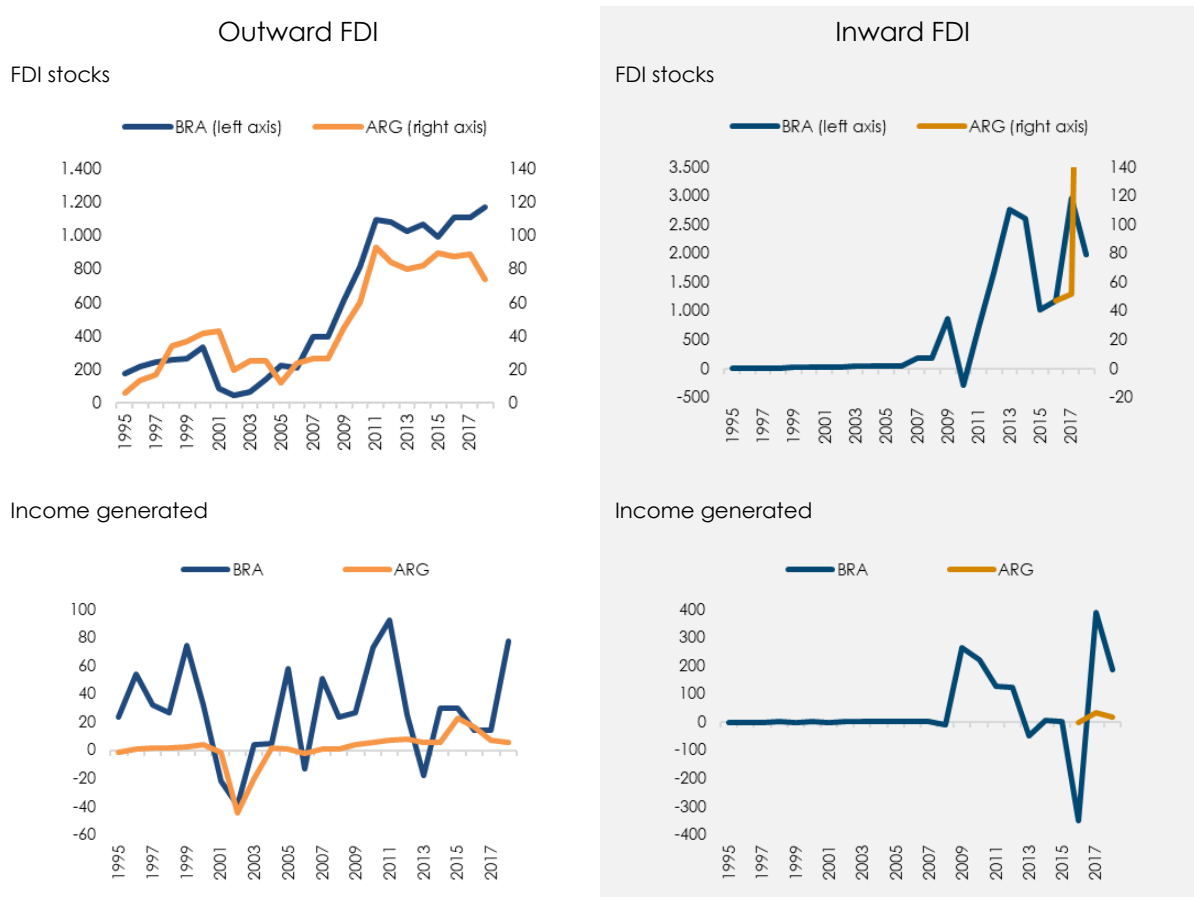 Outward FDI
FDI stocks
BRA (left axis) ARG (right axis)
1.400 140
1.200 120
1.000 100
800 80
600 60
400 40
200 20
0 0
1995 1997 1999 2001 2003 2005 2007 2009 2011 2013 2015 2017
Income generated
BRA ARG
100
80
60
40
20
0
-20
-40
-60
1995 1997 1999 2001 2003 2005 2007 2009 2011 2013 2015 2017
Inward FDI
FDI stocks
BRA (left axis) ARG (right axis)
3.500 140
3.000 120
2.500 100
2.000 80
1.500 60
1.000 40
500 20
0 0
-500 -20
1995 1997 1999 2001 2003 2005 2007 2009 2011 2013 2015 2017
Income generated
BRA ARG
400
300
200
100
0
-100
-200
-300
-400
1995 1997 1999 2001 2003 2005 2007 2009 2011 2013 2015 2017